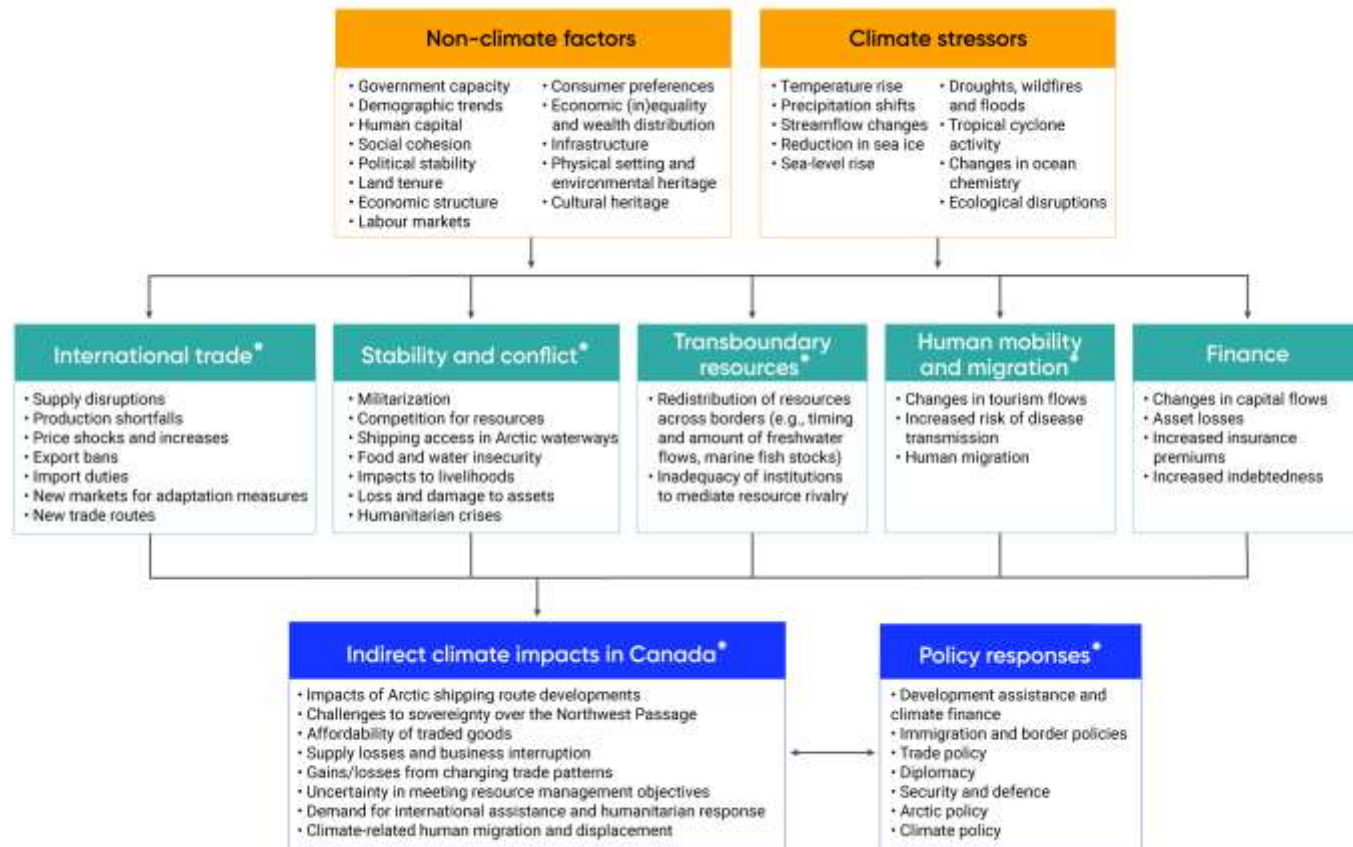 Non-climate factors
• Government capacity
• Demographic trends
• Human capital
• Social cohesion
• Political stability
• Land tenure
• Economic structure
• Labour markets
• Consumer preferences
• Economic (in)equality
and wealth distribution
• Infrastructure
• Physical setting and
environmental heritage
• Cultural heritage
Climate stressors
• Temperature rise
• Precipitation shifts
• Streamflow changes
• Reduction in sea ice
• Sea-level rise
• Droughts, wildfires
and floods
• Tropical cyclone
activity
• Changes in ocean
chemistry
• Ecological disruptions
International trade*
• Supply disruptions
• Production shortfalls
• Price shocks and increases
• Export bans
• Import duties
• New markets for adaptation measures
• New trade routes
Stability and conflict*
• Militarization
• Competition for resources
• Shipping access in Arctic waterways
• Food and water insecurity
• Impacts to livelihoods
• Loss and damage to assets
• Humanitarian crises
Transboundary
resources*
• Redistribution of resources
across borders (e.g., timing
and amount of freshwater
flows, marine fish stocks)
• Inadequacy of institutions
to mediate resource rivalry
Human mobility
and migration*
• Changes in tourism flows
• Increased risk of disease
transmission
• Human migration
Finance
• Changes in capital flows
• Asset losses
• Increased insurance
premiums
• Increased indebtedness
Indirect climate impacts in Canada*
• Impacts of Arctic shipping route developments
• Challenges to sovereignty over the Northwest Passage
• Affordability of traded goods
• Supply losses and business interruption
• Gains/losses from changing trade patterns
• Uncertainty in meeting resource management objectives
• Demand for international assistance and humanitarian response
• Climate-related human migration and displacement
Policy responses*
• Development assistance and
climate finance
• Immigration and border policies
• Trade policy
• Diplomacy
• Security and defence
• Arctic policy
• Climate policy